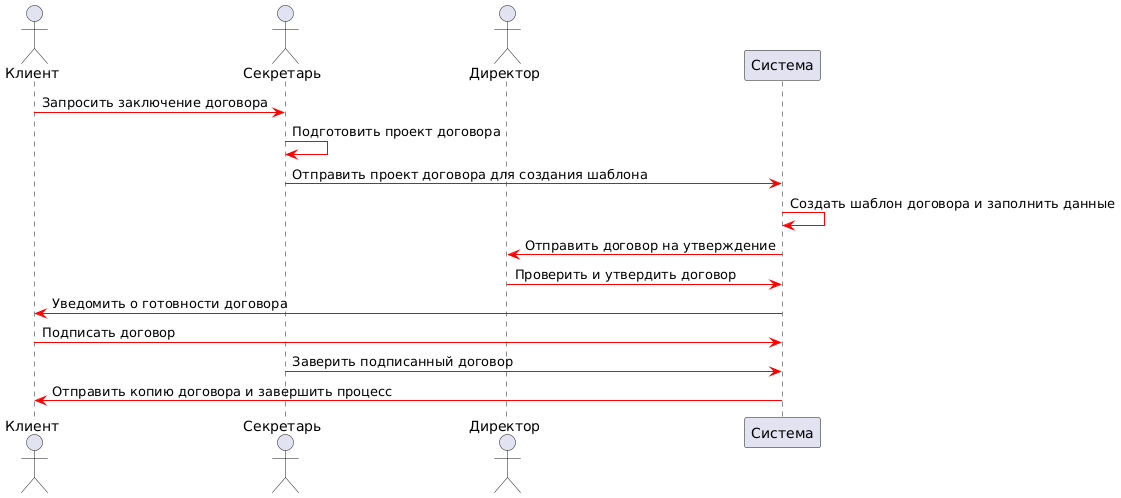 Клиент
Секретарь
Директор
Система
Запросить заключение договора
Подготовить проект договора
Отправить проект договора для создания шаблона
Создать шаблон договора и заполнить данные
Отправить договор на утверждение
Проверить и утвердить договор
Уведомить о готовности договора
Подписать договор
Заверить подписанный договор
Отправить копию договора и завершить процесс
Клиент
Секретарь
Директор
Система